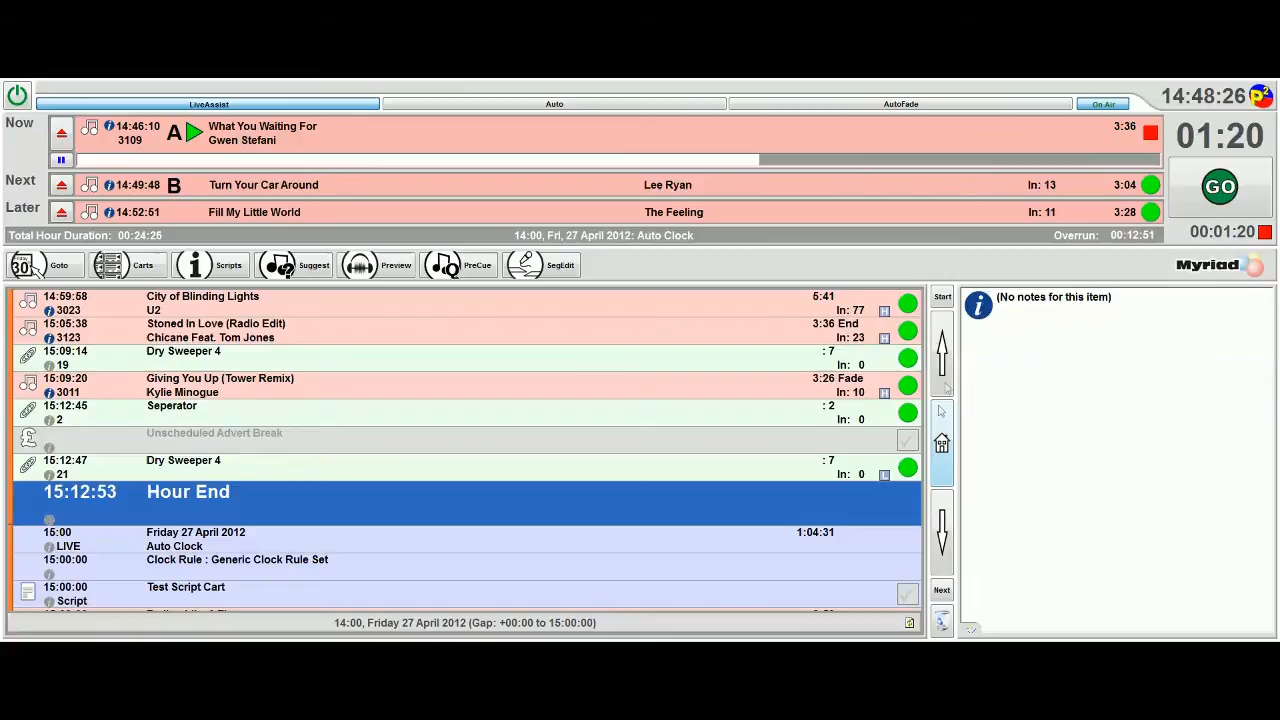 LiveAssist
Auto
AutoFade
On Air
14:48:26
Now
14:46:10
3109
A
What You Waiting For
Gwen Stefani
3:36
01:20
Next
14:49:48 B Turn Your Car Around Lee Ryan In: 13 3:04
GO
Later
14:52:51 Fill My Little World The Feeling In: 11 3:28
Total Hour Duration: 00:24:25 14:00, Fri, 27 April 2012: Auto Clock Overrun: 00:12:51
00:01:20
30 Goto
Carts
Scripts
Suggest
Preview
PreCue
SegEdit
Myriad
14:59:58 City of Blinding Lights 5:41
3023 U2 In: 77
15:05:38 Stoned In Love (Radio Edit) 3:36 End
3123 Chicane Feat. Tom Jones In: 23
15:09:14 Dry Sweeper 4 : 7
19 In: 0
15:09:20 Giving You Up (Tower Remix) 3:26 Fade
3011 Kylie Minogue In: 10
15:12:45 Seperator : 2
2 In: 0
Unscheduled Advert Break
15:12:47 Dry Sweeper 4 : 7
21 In: 0
15:12:53 Hour End
15:00 Friday 27 April 2012 1:04:31
LIVE Auto Clock
15:00:00 Clock Rule : Generic Clock Rule Set
15:00:00 Test Script Cart
Script
14:00, Friday 27 April 2012 (Gap: +00:00 to 15:00:00)
Start
Next
(No notes for this item)